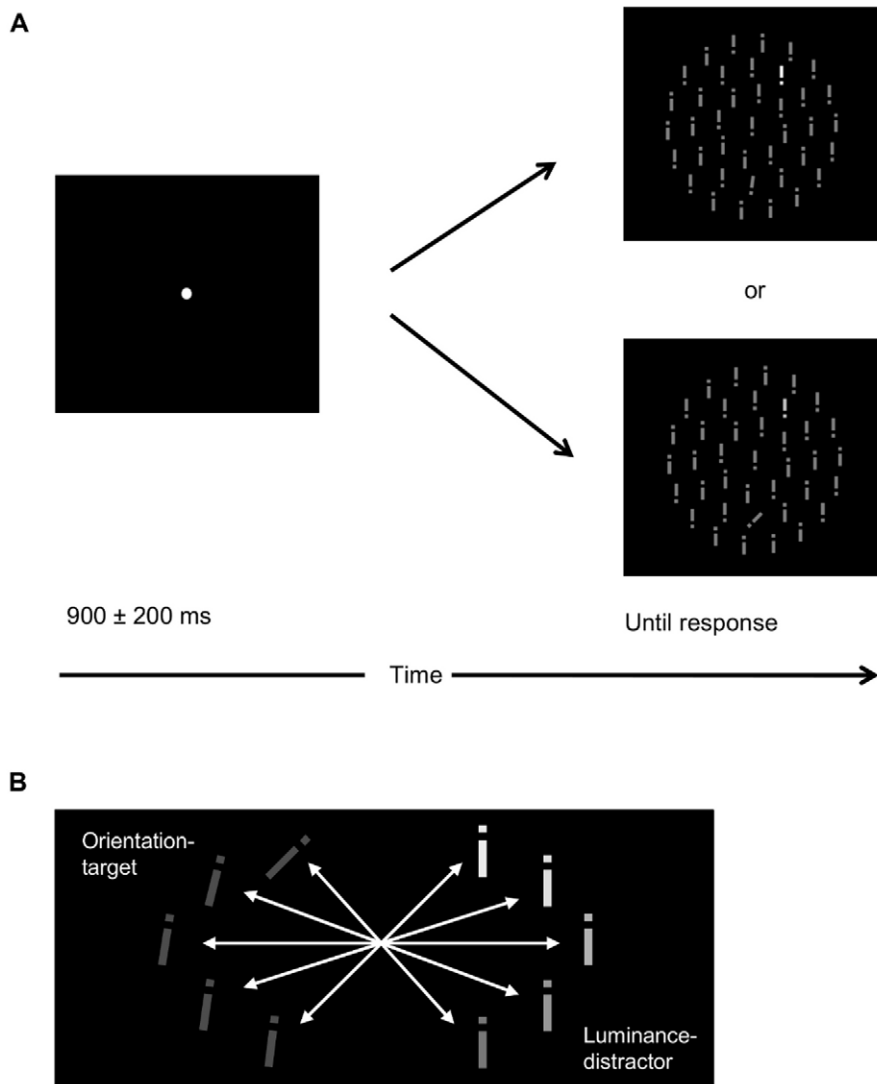 A
or
900 ± 200 ms
Until response
Time
B
Orientation-
target
Luminance-
distractor